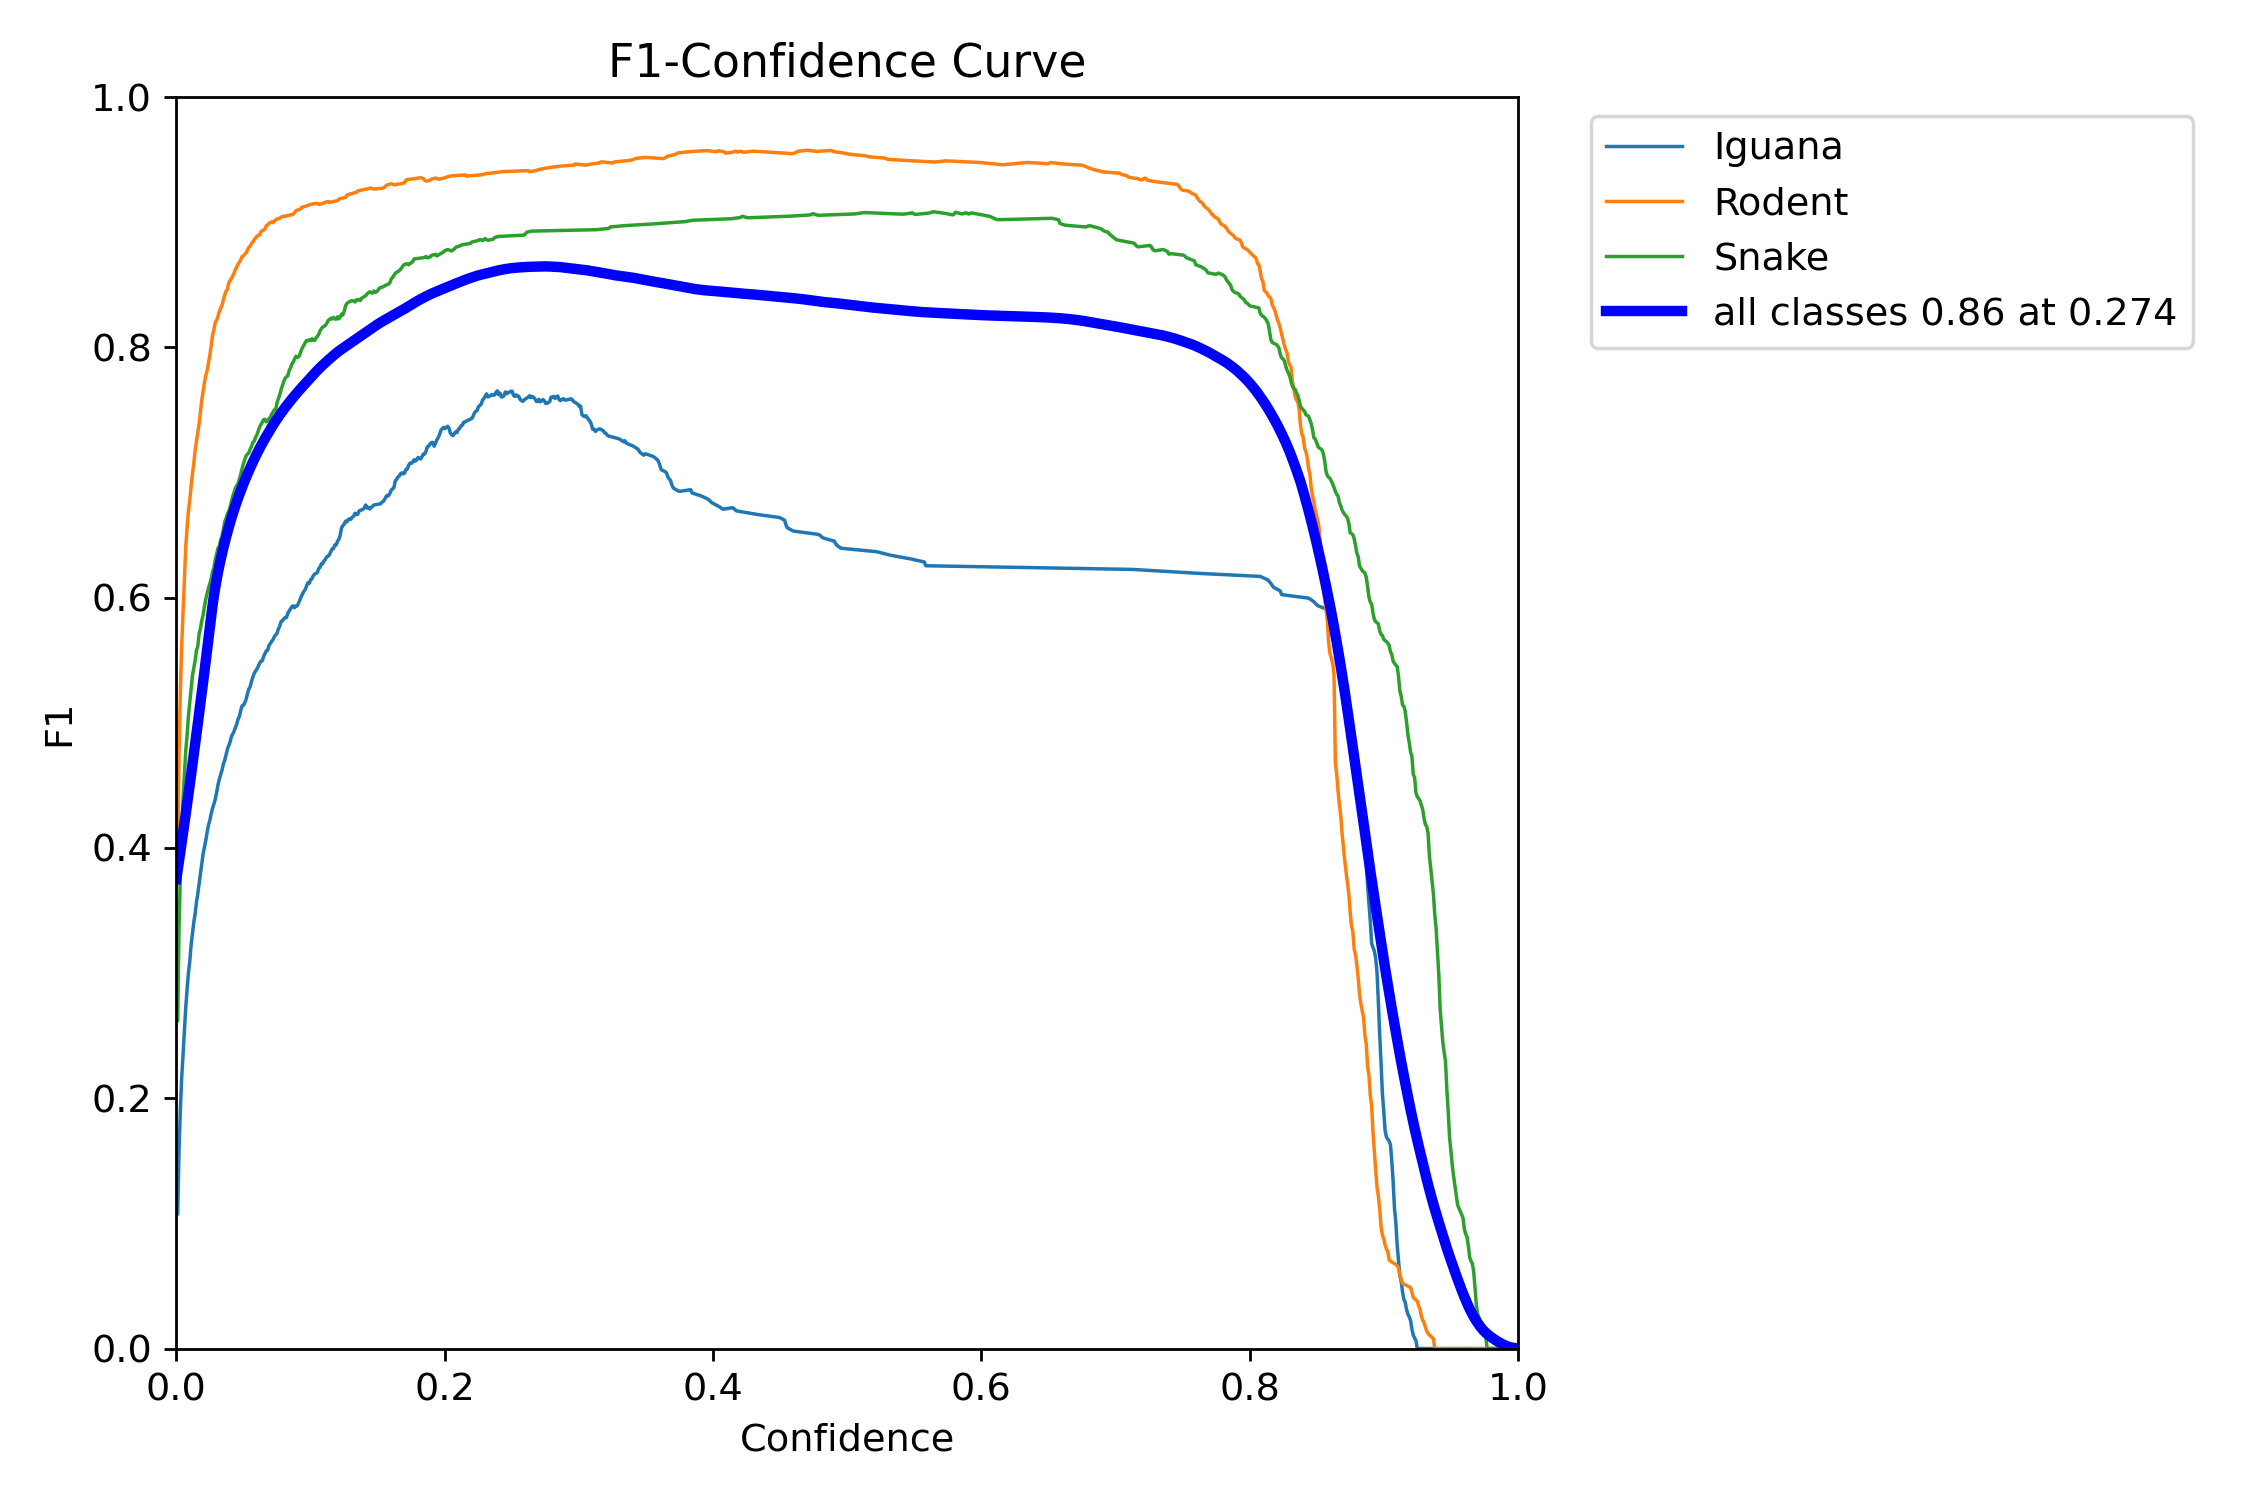 F1-Confidence Curve
1.0
0.8
0.6
0.4
0.2
0.0
F1
0.0 0.2 0.4 0.6 0.8 1.0
Confidence
Iguana
Rodent
Snake
all classes 0.86 at 0.274